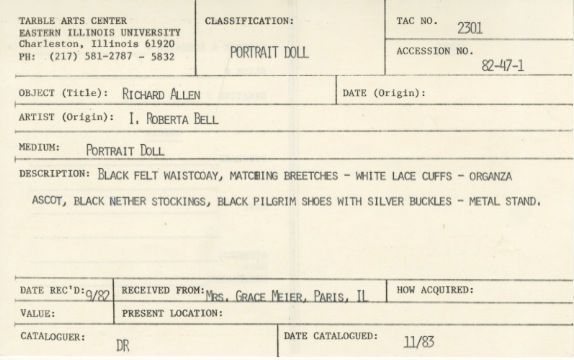 TARBLE ARTS CENTER
EASTERN ILLINOIS UNIVERSITY
Charleston, Illinois 61920
PH: (217) 581-2787 - 5832
CLASSIFICATION:
PORTRAIT DOLL
TAC NO. 2301
ACCESSION NO.
82-47-1
OBJECT (Title): RICHARD ALLEN
DATE (Origin):
ARTIST (Origin): I. ROBERTA BELL
MEDIUM: PORTRAIT DOLL
DESCRIPTION: BLACK FELT WAISTCOAY, MATCHING BREETCHES - WHITE LACE CUFFS - ORGANZA
ASCOT, BLACK NETHER STOCKINGS, BLACK PILGRIM SHOES WITH SILVER BUCKLES - METAL STAND.
DATE REC'D: 9/82 RECEIVED FROM: MRS. GRACE MEIER, PARIS, IL HOW ACQUIRED:
VALUE: PRESENT LOCATION:
CATALOGUER: DR DATE CATALOGUED: 11/83